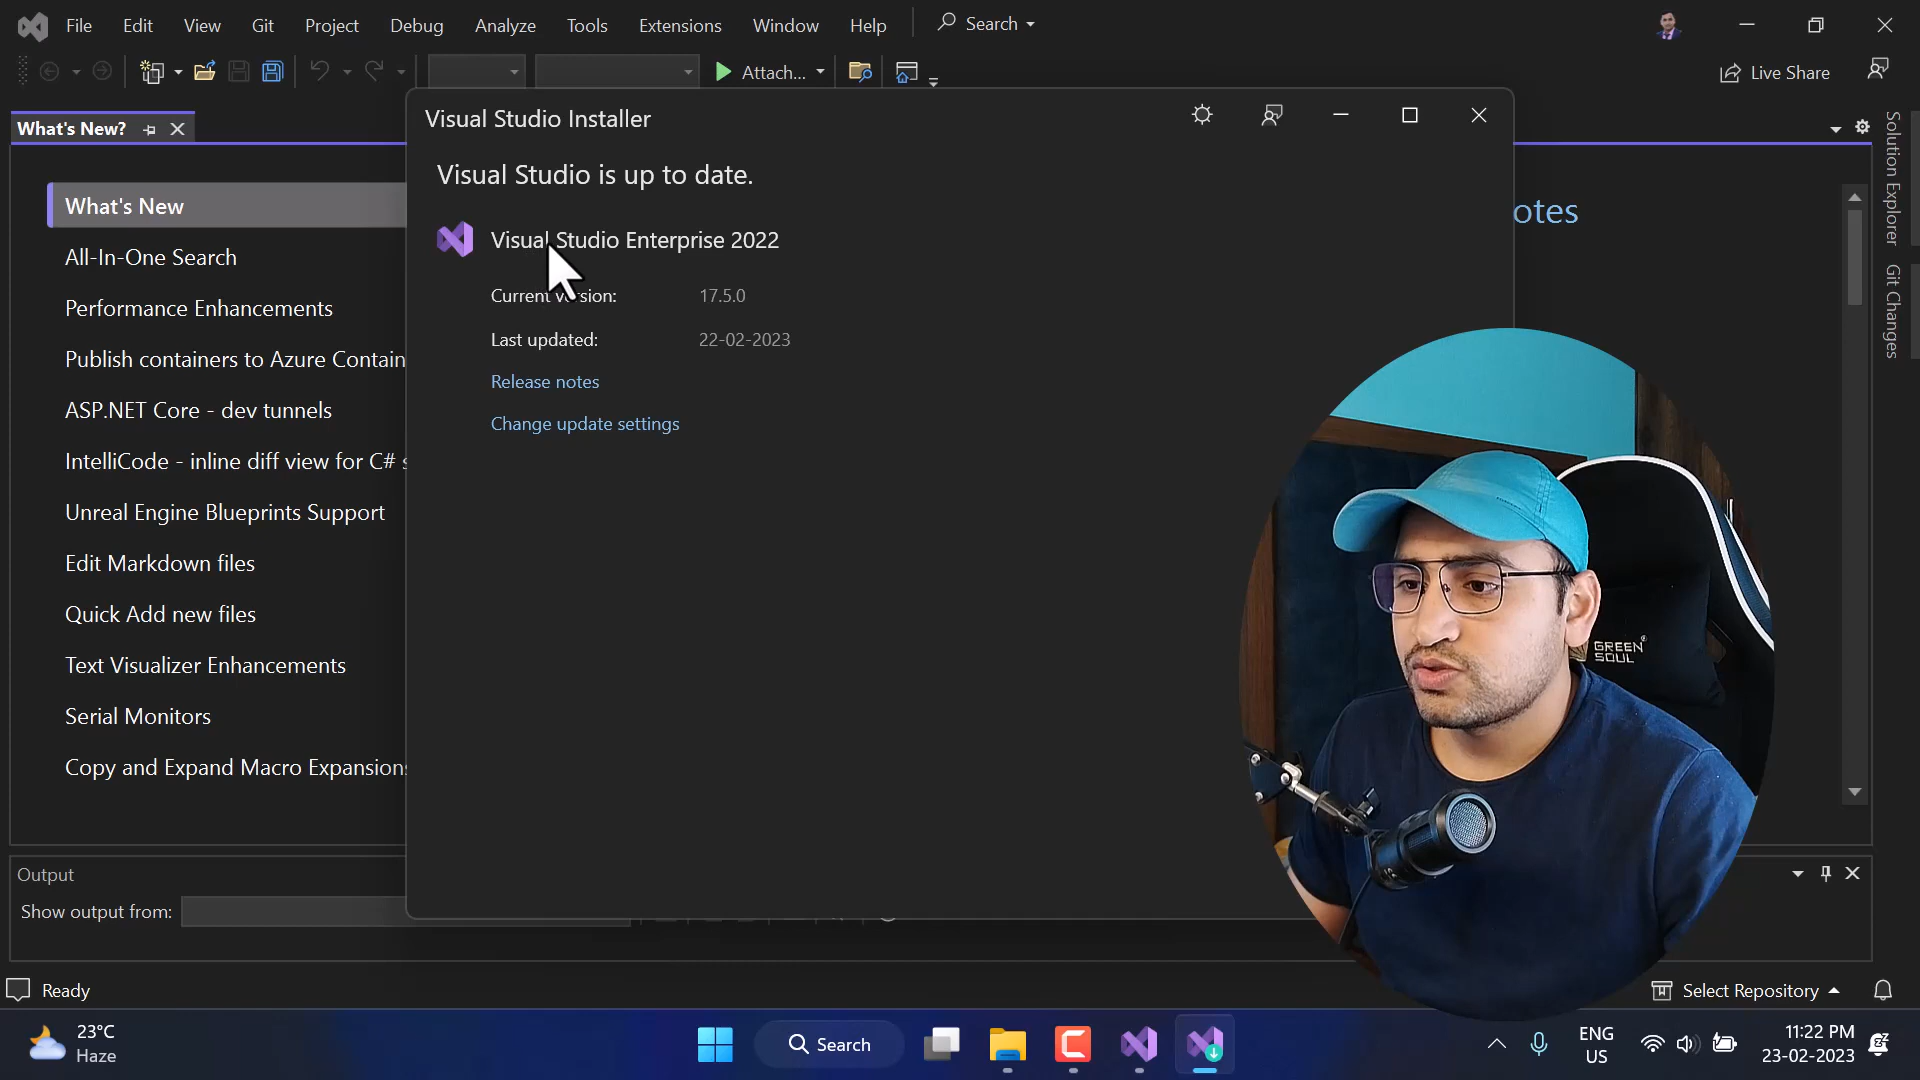 File Edit View Git Project Debug Analyze Tools Extensions Window Help Search
Attach...
Live Share
What's New?
Visual Studio Installer
Visual Studio is up to date.
Visual Studio Enterprise 2022
Current version:
17.5.0
Last updated:
22-02-2023
Release notes
Change update settings
otes
What's New
All-In-One Search
Performance Enhancements
Publish containers to Azure Contain
ASP.NET Core - dev tunnels
IntelliCode - inline diff view for C# s
Unreal Engine Blueprints Support
Edit Markdown files
Quick Add new files
Text Visualizer Enhancements
Serial Monitors
Copy and Expand Macro Expansions
Solution Explorer
Git Changes
GREEN
SOUL
Output
Show output from:
Ready
Select Repository
23°C
Haze
Search
ENG
US
11:22 PM
23-02-2023